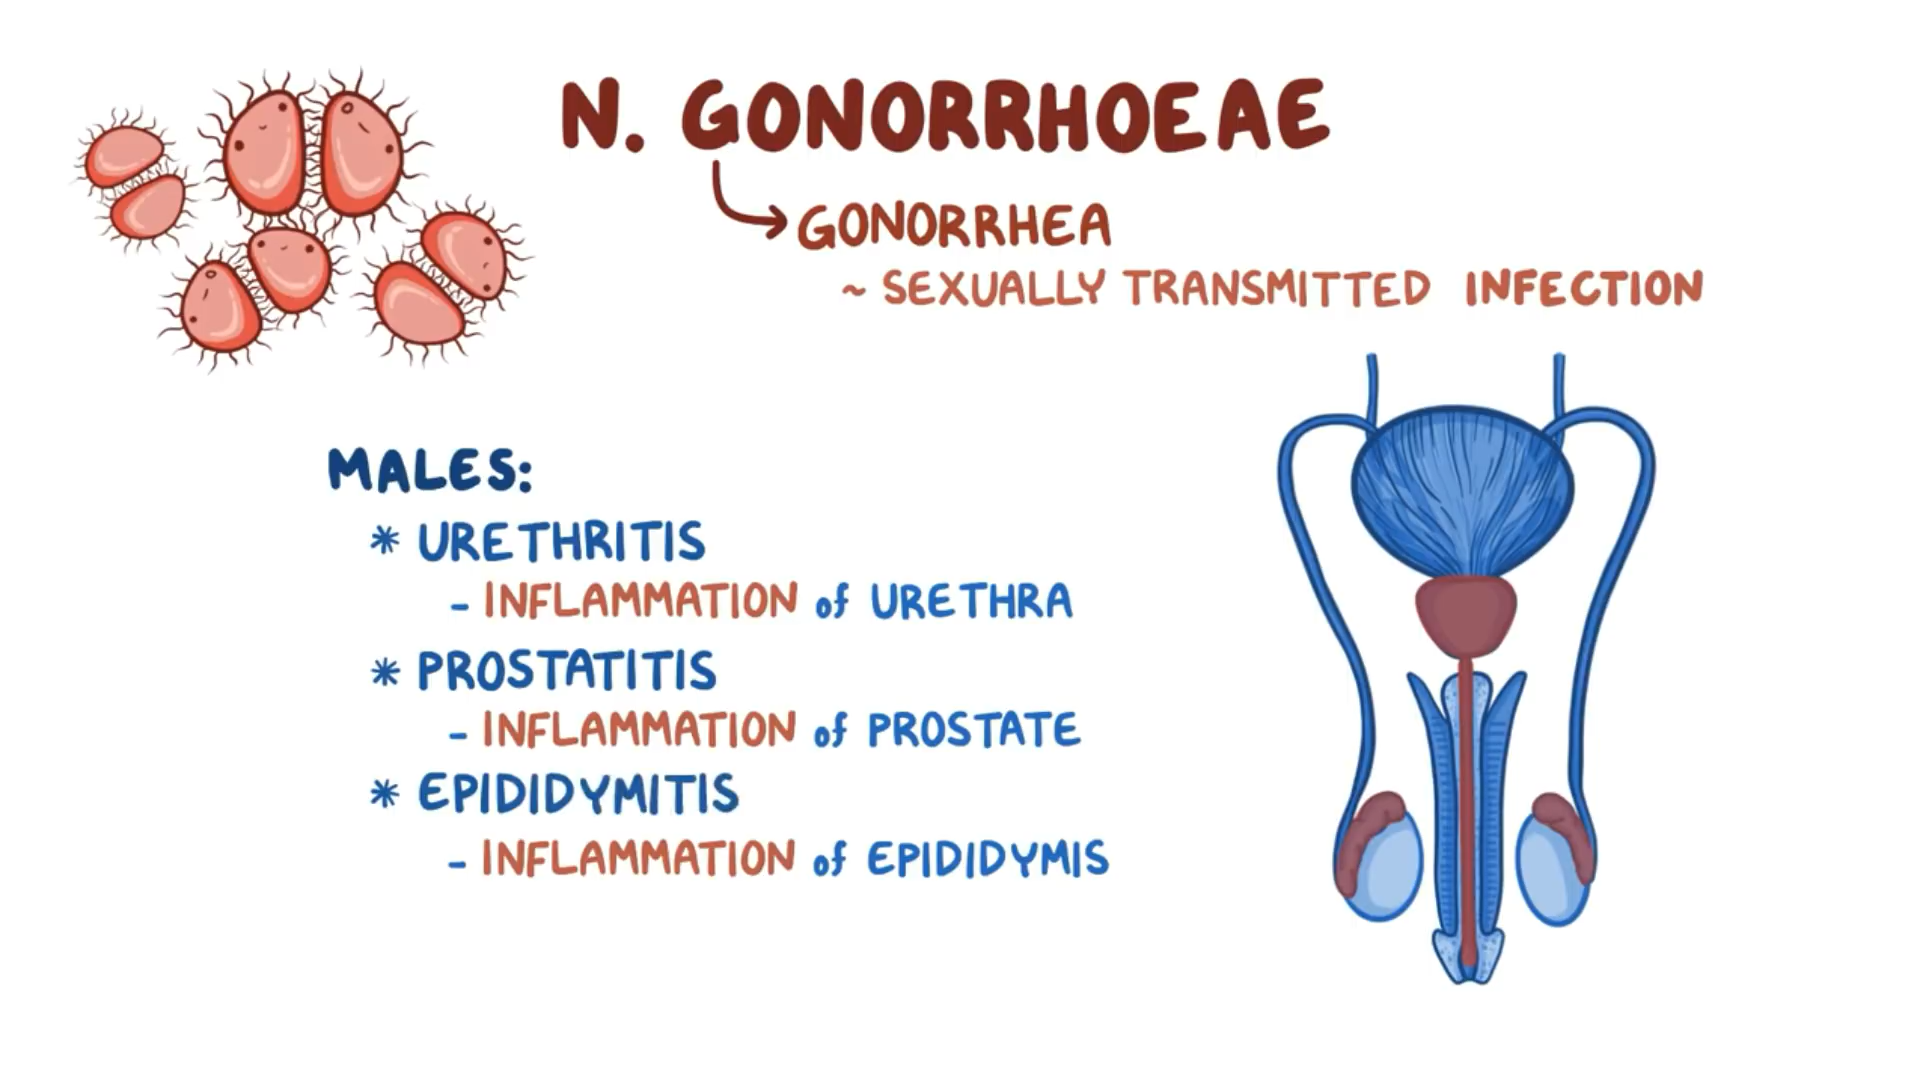 N. GONORRHOEAE
GONORRHEA
~ SEXUALLY TRANSMITTED INFECTION
MALES:
* URETHRITIS
- INFLAMMATION of URETHRA
* PROSTATITIS
- INFLAMMATION of PROSTATE
* EPIDIDYMITIS
- INFLAMMATION of EPIDIDYMIS